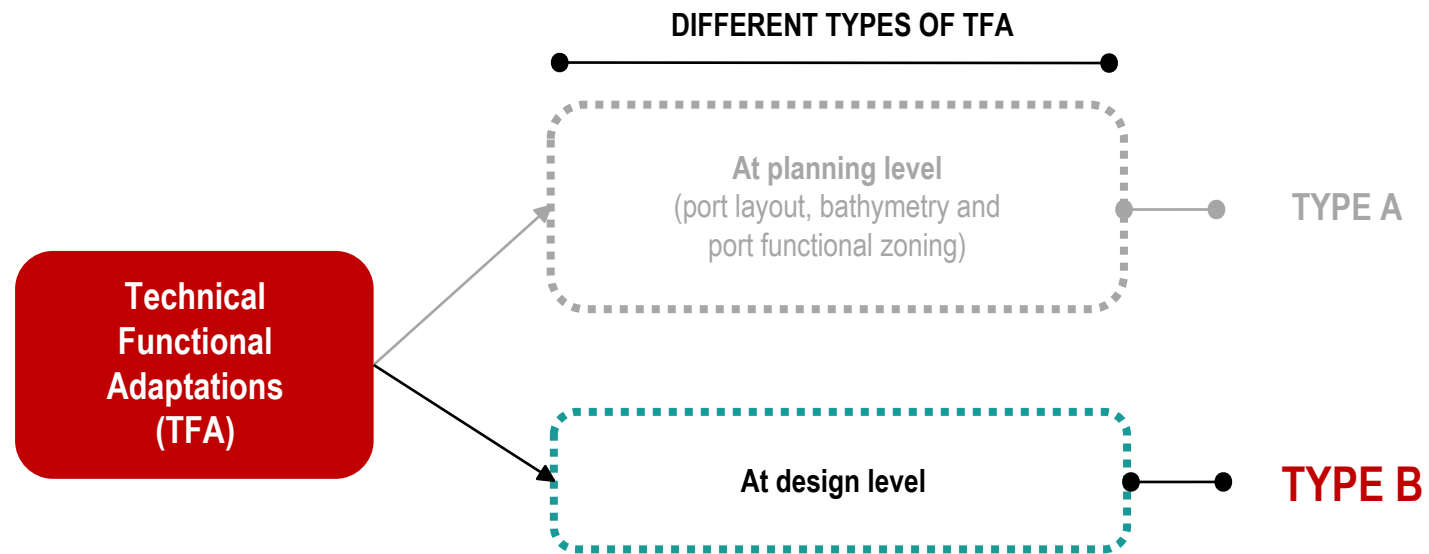 DIFFERENT TYPES OF TFA
At planning level
(port layout, bathymetry and
port functional zoning)
TYPE A
Technical
Functional
Adaptations
(TFA)
At design level
TYPE B